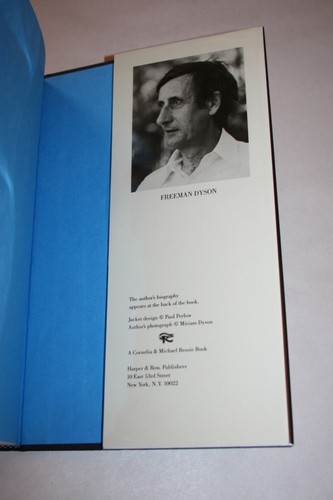 FREEMAN DYSON
The author's biography
appears at the back of the book.
Jacket design © Paul Perlow
Author's photograph © Miriam Dyson
A Cornelia & Michael Bessie Book
Harper & Row, Publishers
10 East 53rd Street
New York, N.Y. 10022